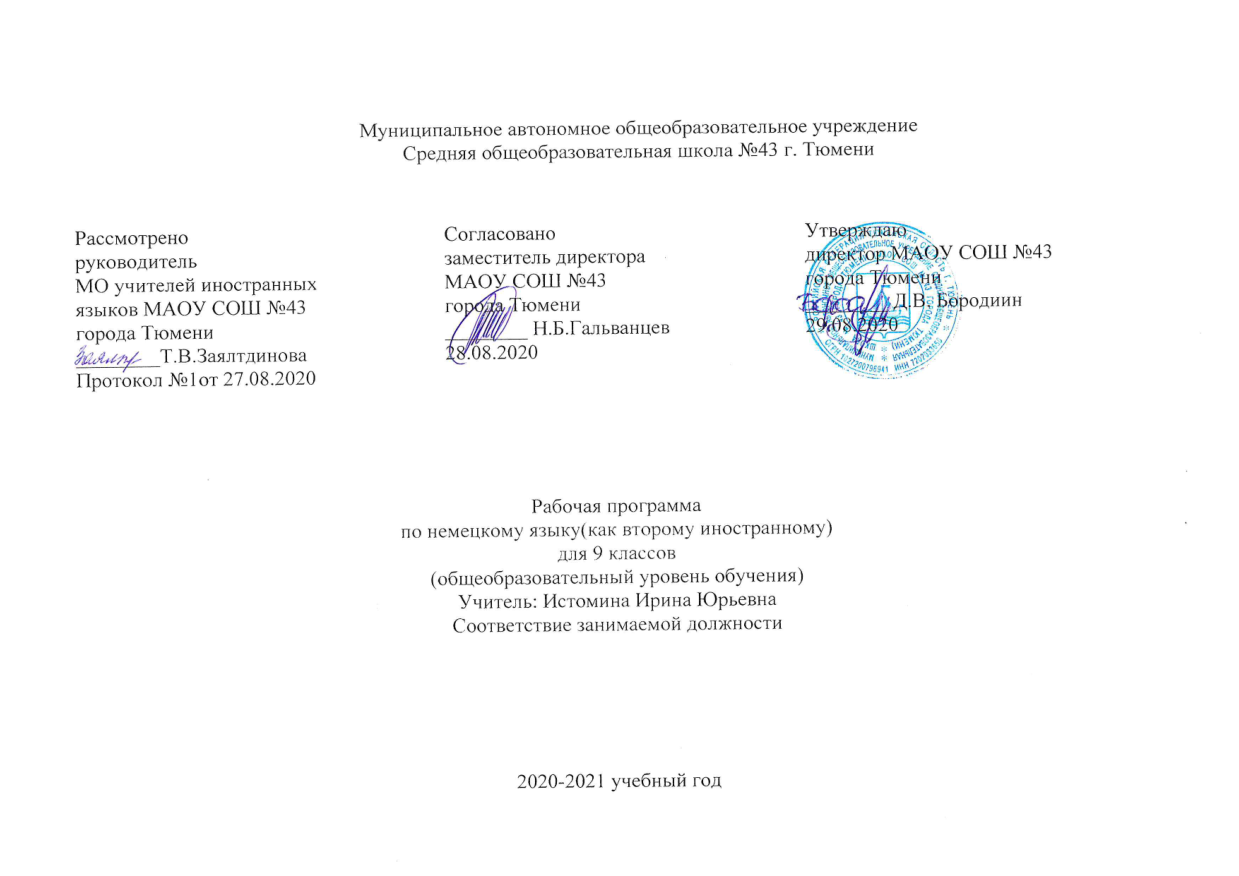 Муниципальное автономное общеобразовательное учреждение
Средняя общеобразовательная школа №43 г. Тюмени
Рассмотрено
руководитель
МО учителей иностранных
языков МАОУ СОШ №43
города Тюмени
_________Т.В.Заялтдинова
Протокол №1от 27.08.2020
Согласовано
заместитель директора
МАОУ СОШ №43
города Тюмени
_________ Н.Б.Гальванцев
28.08.2020
Утверждаю
директор МАОУ СОШ №43
города Тюмени
_________Д.В. Бородиин
29.08.2020
Рабочая программа
по немецкому языку(как второму иностранному)
для 9 классов
(общеобразовательный уровень обучения)
Учитель: Истомина Ирина Юрьевна
Соответствие занимаемой должности
2020-2021 учебный год